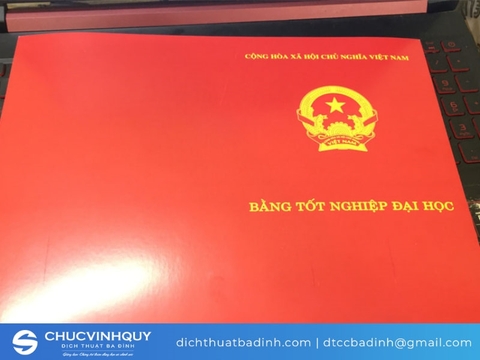 CỘNG HÒA XÃ HỘI CHỦ NGHĨA VIỆT NAM
VIỆT NAM
BẰNG TỐT NGHIỆP ĐẠI HỌC
CHUCVINHQUY
DỊCH THUẬT BA ĐÌNH
dichthuatbadinh.com | dtccbadinh@gmail.com